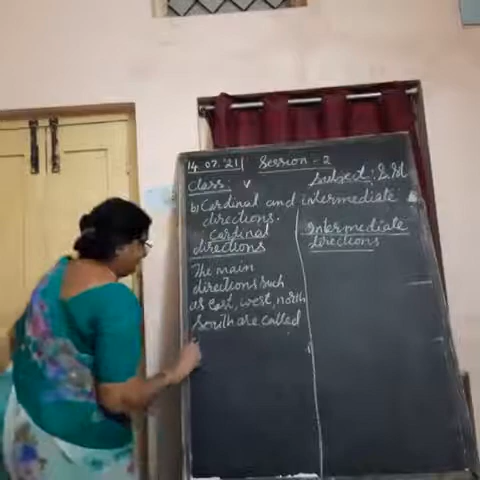 14.07.'21 Session - 2
Subject: S.St
Class: V
b) Cardinal and intermediate
directions.
Cardinal
directions
The main
directions such
as east, west, north
South are called
Intermediate
directions